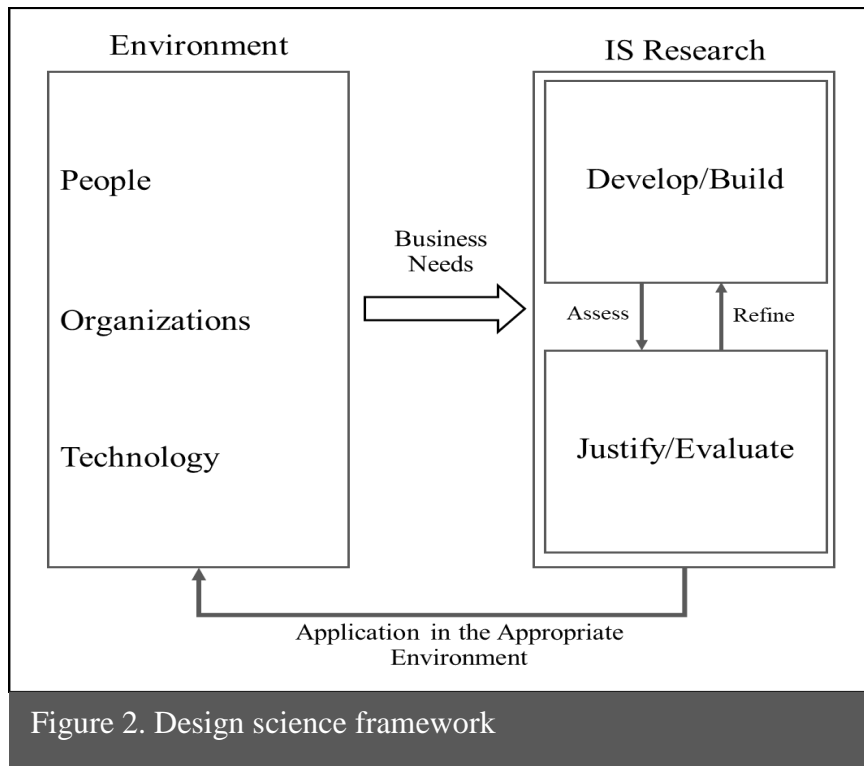 Environment
People
Organizations
Technology
Business
Needs
IS Research
Develop/Build
Assess
Refine
Justify/Evaluate
Application in the Appropriate
Environment
Figure 2. Design science framework